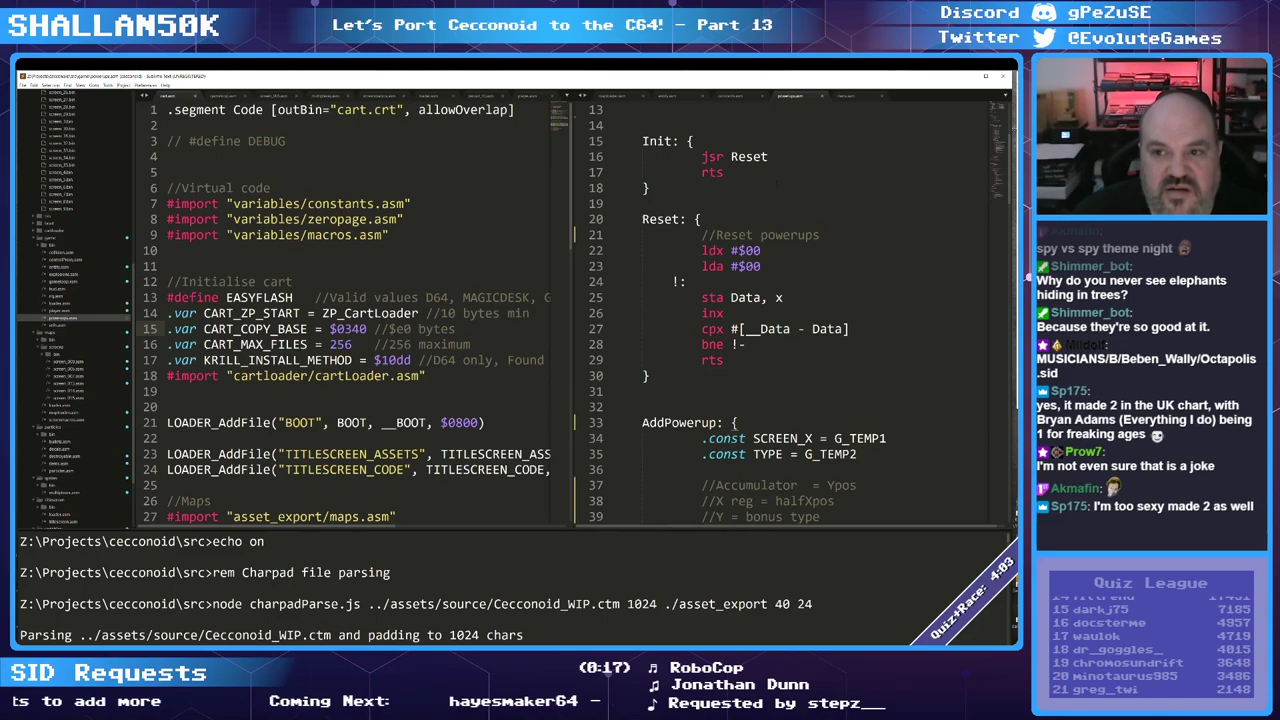 SHALLAN50K
Let's Port Cecconoid to the C64! - Part 13
Discord gPeZuSE
Twitter @EvoluteGames
1 .segment Code [outBin="cart.crt", allowOverlap]
2
3 // #define DEBUG
4
5
6 //Virtual code
7 #import "variables/constants.asm"
8 #import "variables/zeropage.asm"
9 #import "variables/macros.asm"
10
11
12 //Initialise cart
13 #define EASYFLASH //Valid values D64, MAGICDESK, G
14 .var CART_ZP_START = ZP_CartLoader //10 bytes min
15 .var CART_COPY_BASE = $0340 //$e0 bytes
16 .var CART_MAX_FILES = 256 //256 maximum
17 .var KRILL_INSTALL_METHOD = $10dd //D64 only, Found
18 #import "cartloader/cartLoader.asm"
19
20
21 LOADER_AddFile("BOOT", BOOT, __BOOT, $0800)
22
23 LOADER_AddFile("TITLESCREEN_ASSETS", TITLESCREEN_ASS
24 LOADER_AddFile("TITLESCREEN_CODE", TITLESCREEN_CODE,
25
26 //Maps
27 #import "asset_export/maps.asm"
13
14
15 Init: {
16 jsr Reset
17 rts
18 }
19
20 Reset: {
21 //Reset powerups
22 ldx #$00
23 lda #$00
24 !:
25 sta Data, x
26 inx
27 cpx #[__Data - Data]
28 bne !-
29 rts
30 }
31
32
33 AddPowerup: {
34 .const SCREEN_X = G_TEMP1
35 .const TYPE = G_TEMP2
36
37 //Accumulator = Ypos
38 //X reg = halfXpos
39 //Y = bonus type
Z:\Projects\cecconoid\src>echo on
Z:\Projects\cecconoid\src>rem Charpad file parsing
Z:\Projects\cecconoid\src>node charpadParse.js ../assets/source/Cecconoid_WIP.ctm 1024 ./asset_export 40 24
Parsing ../assets/source/Cecconoid_WIP.ctm and padding to 1024 chars
Quiz+Race: 4:03
Akmafin:
spy vs spy theme night
Shimmer_bot:
Why do you never see elephants
hiding in trees?
Shimmer_bot:
Because they're so good at it.
Mildolf:
MUSICIANS/B/Beben_Wally/Octapolis
.sid
Sp175:
yes, it made 2 in the UK chart, with
Bryan Adams (Everything I do) being
1 for freaking ages
Prow7:
I'm not even sure that is a joke
Akmafin:
Sp175: I'm too sexy made 2 as well
Quiz League
15 darkj75 7185
16 docsterme 4957
17 waulok 4719
18 dr_goggles_ 4015
19 chromosundrift 3648
20 minotaurus985 3486
21 greg_twi 2148
SID Requests
ts to add more Coming Next: hayesmaker64 -
(0:17) RoboCop
Jonathan Dunn
Requested by stepz__